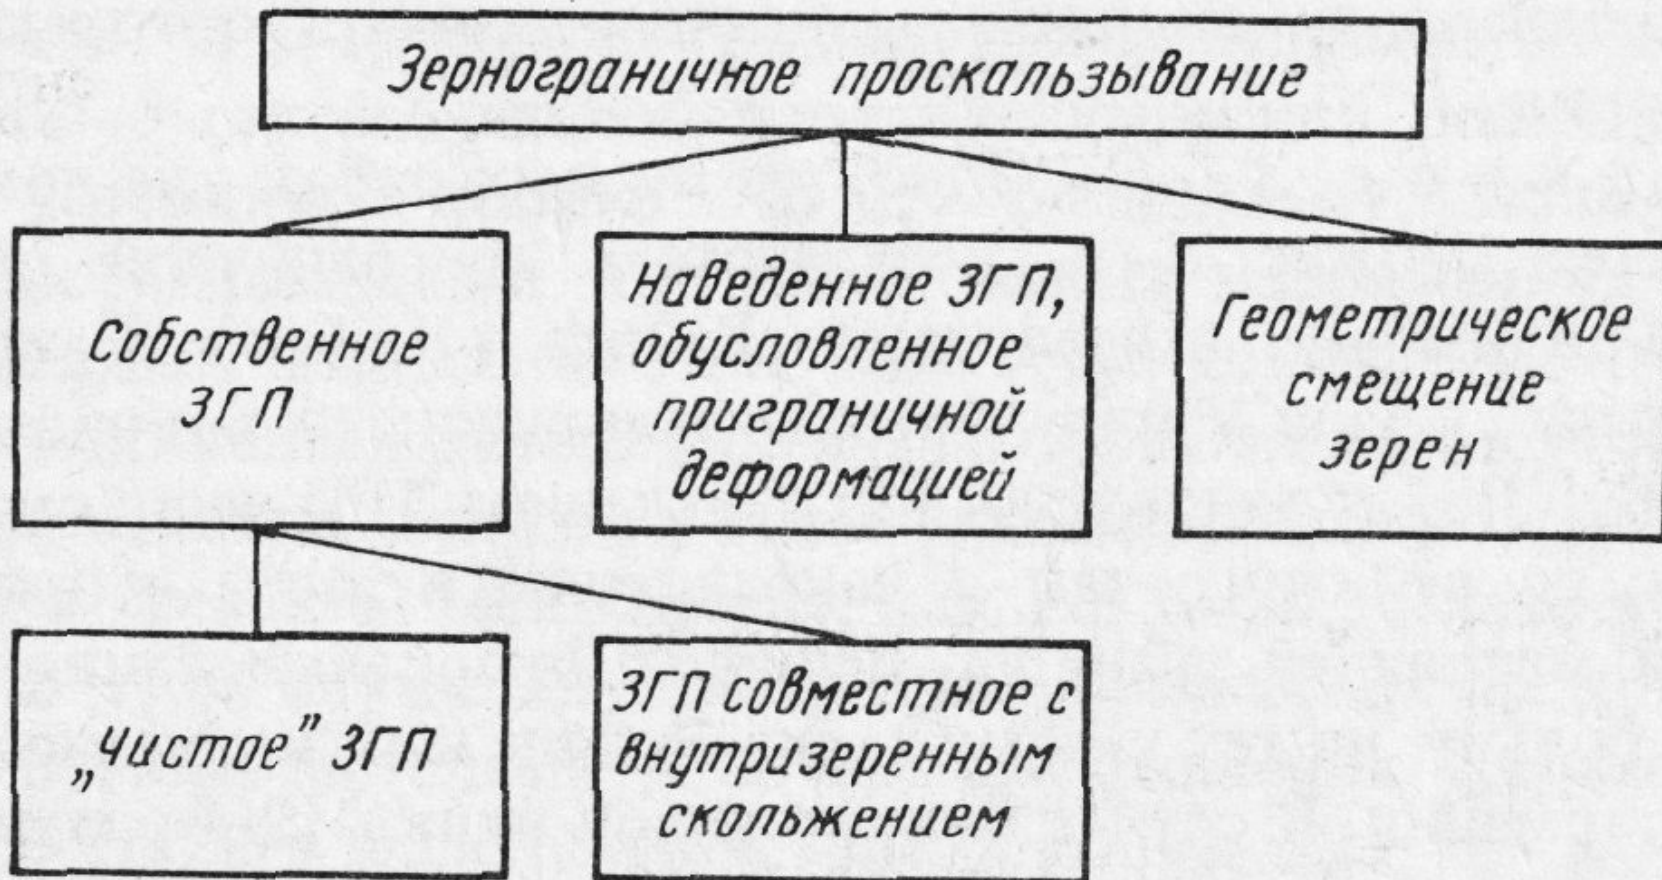 Зернограничное проскальзывание
Собственное
ЗГП
Наведенное ЗГП,
обусловленное
приграничной
деформацией
Геометрическое
смещение
зерен
„Чистое” ЗГП
ЗГП совместное с
внутризеренным
скольжением